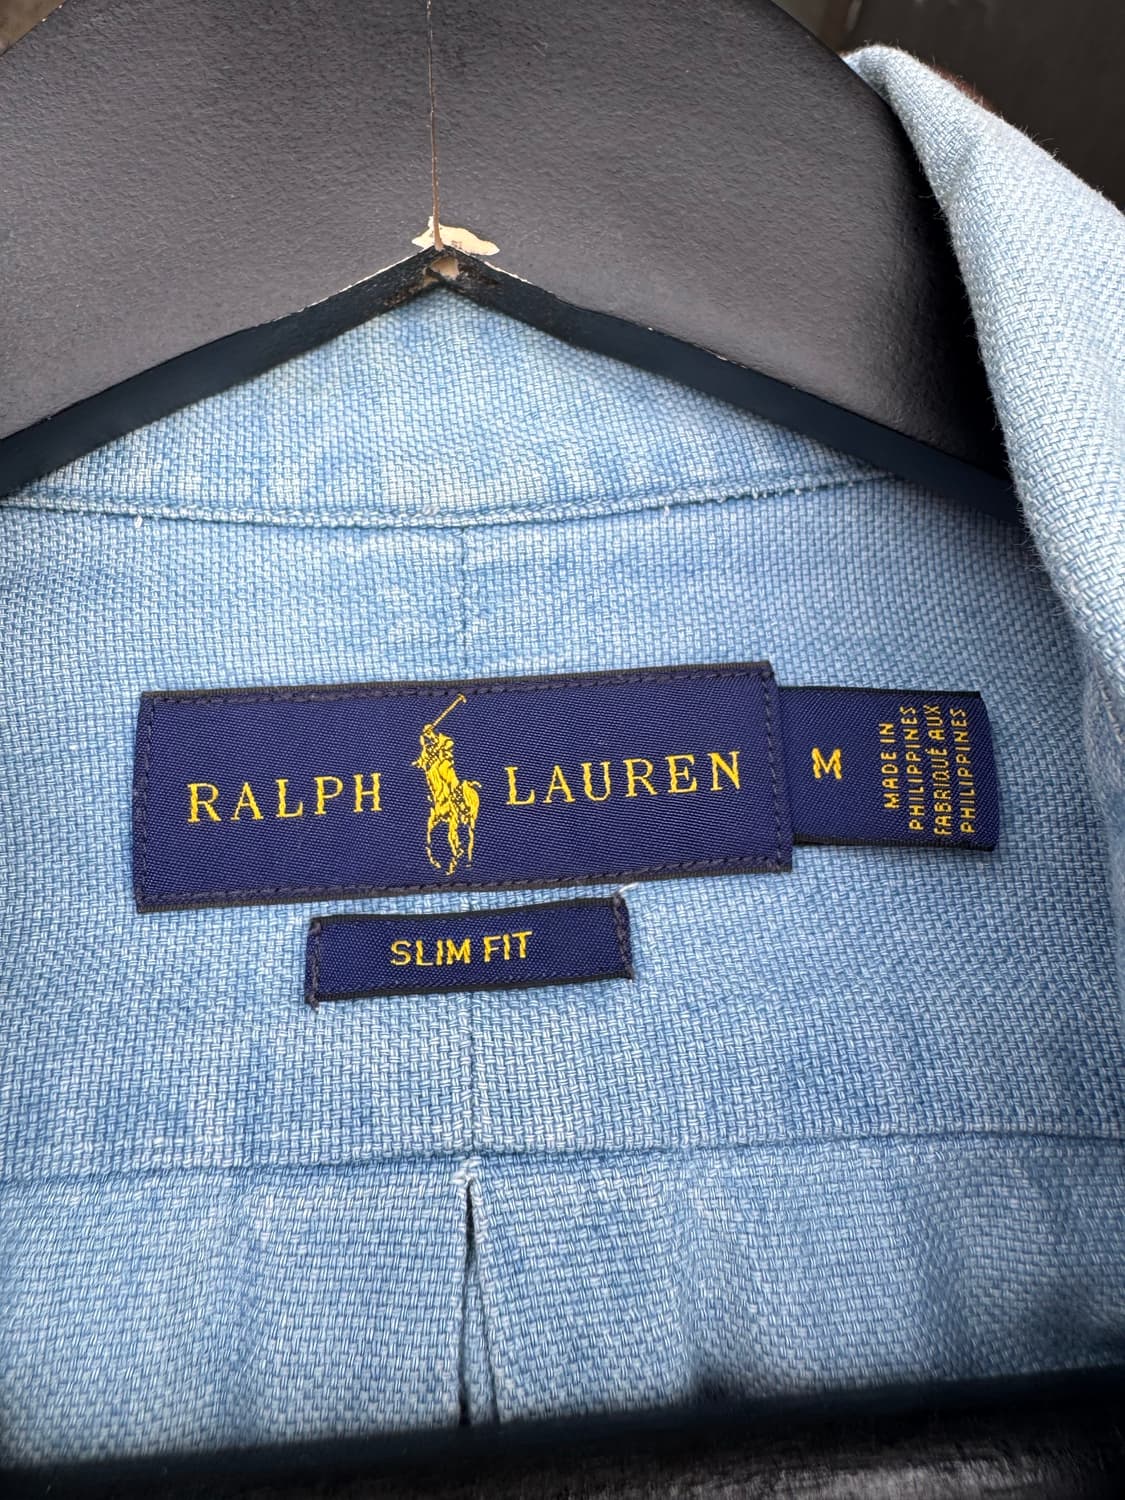 RALPH LAUREN
M
MADE IN
PHILIPPINES
FABRIQUÉ AUX
PHILIPPINES
SLIM FIT